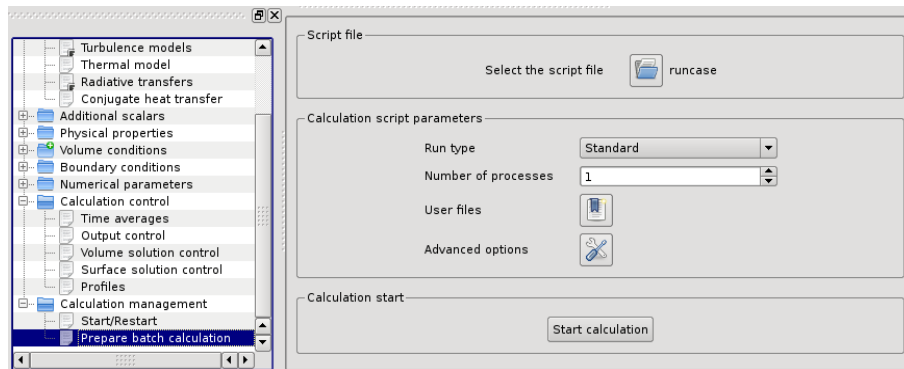 Turbulence models
Thermal model
Radiative transfers
Conjugate heat transfer
Additional scalars
Physical properties
Volume conditions
Boundary conditions
Numerical parameters
Calculation control
Time averages
Output control
Volume solution control
Surface solution control
Profiles
Calculation management
Start/Restart
Prepare batch calculation
Script file
Select the script file runcase
Calculation script parameters
Run type Standard
Number of processes 1
User files
Advanced options
Calculation start
Start calculation